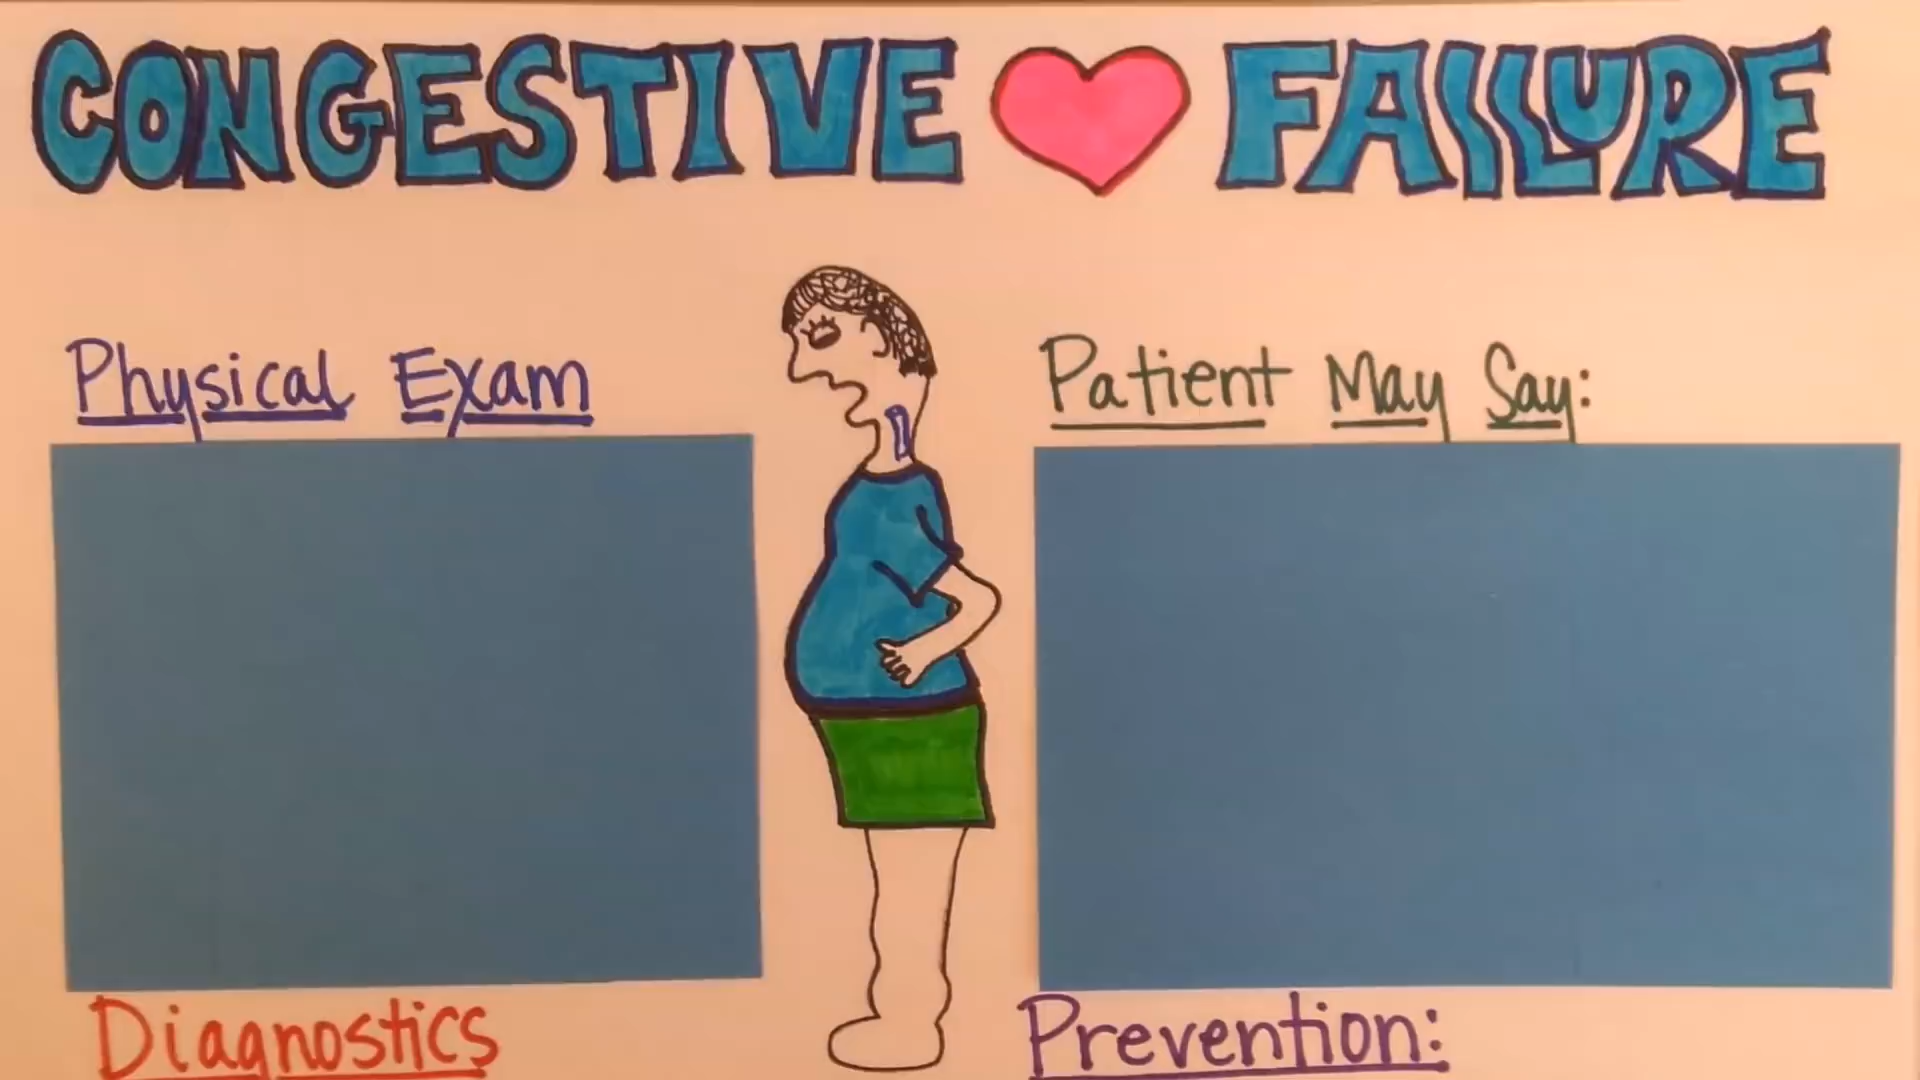 CONGESTIVE FAILURE
Physical Exam
Patient May Say:
Diagnostics
Prevention: